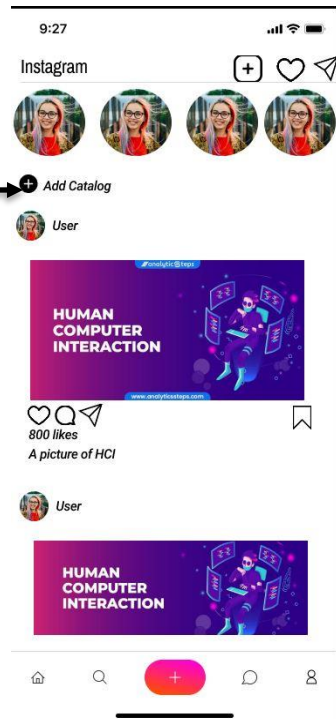 9:27
Instagram
Add Catalog
User
analytic steps
HUMAN
COMPUTER
INTERACTION
www.analyticssteps.com
800 likes
A picture of HCI
User
HUMAN
COMPUTER
INTERACTION